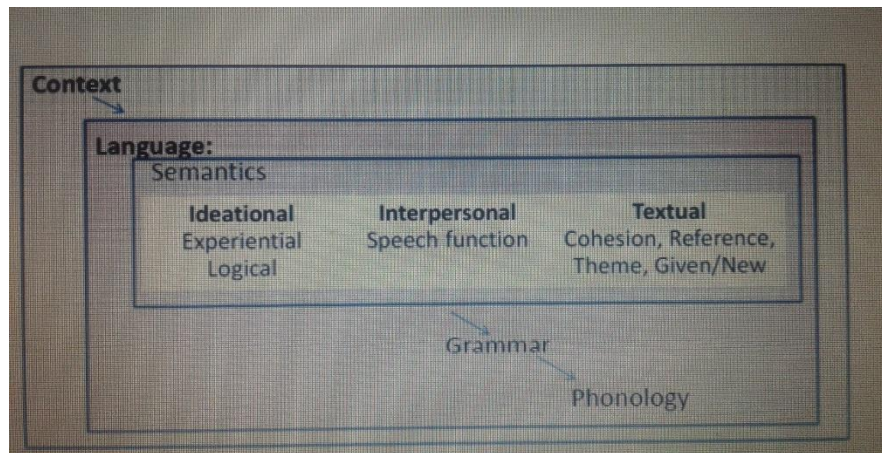 Context
Language:
Semantics
Ideational
Experiential
Logical
Interpersonal
Speech function
Textual
Cohesion, Reference,
Theme, Given/New
Grammar
Phonology